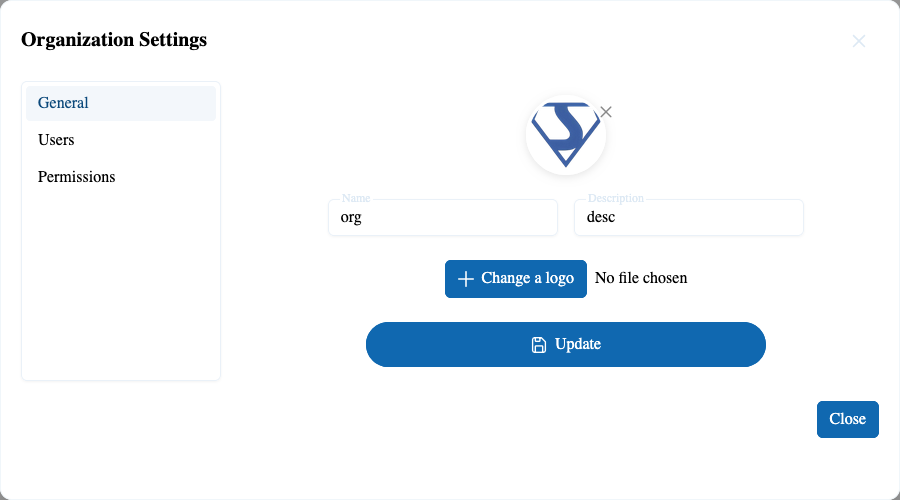 Organization Settings
General
Users
Permissions
Name
org
Description
desc
Change a logo
No file chosen
Update
Close